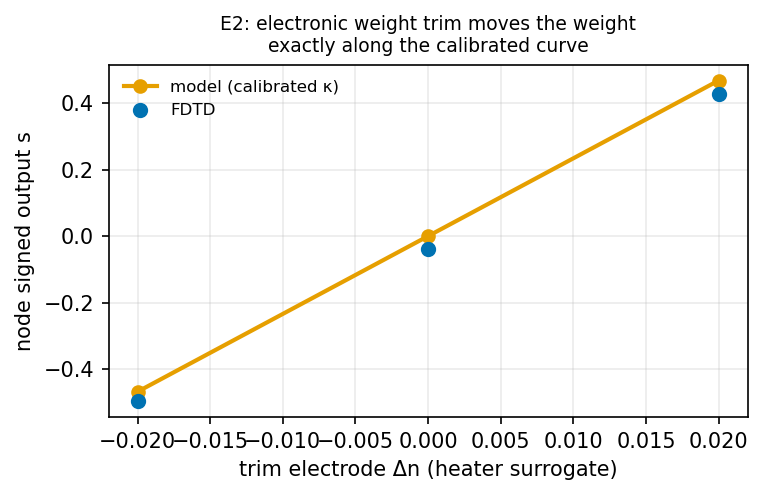 E2: electronic weight trim moves the weight
exactly along the calibrated curve
model (calibrated κ)
FDTD
node signed output s
0.4
0.2
0.0
−0.2
−0.4
−0.020 −0.015 −0.010 −0.005 0.000 0.005 0.010 0.015 0.020
trim electrode Δn (heater surrogate)